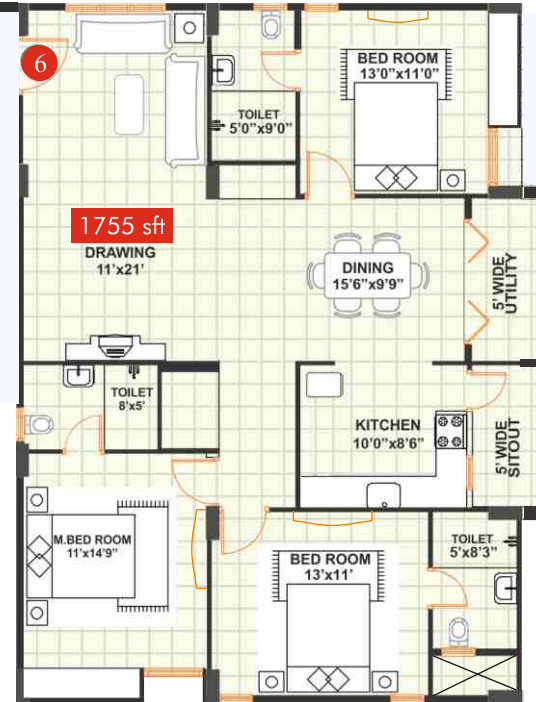 6
BED ROOM
13'0"x11'0"
TOILET
5'0"x9'0"
1755 sft
DRAWING
11'x21'
DINING
15'6"x9'9"
5' WIDE
UTILITY
TOILET
8'x5'
KITCHEN
10'0"x8'6"
5' WIDE
SITOUT
M.BED ROOM
11'x14'9"
BED ROOM
13'x11'
TOILET
5'x8'3"